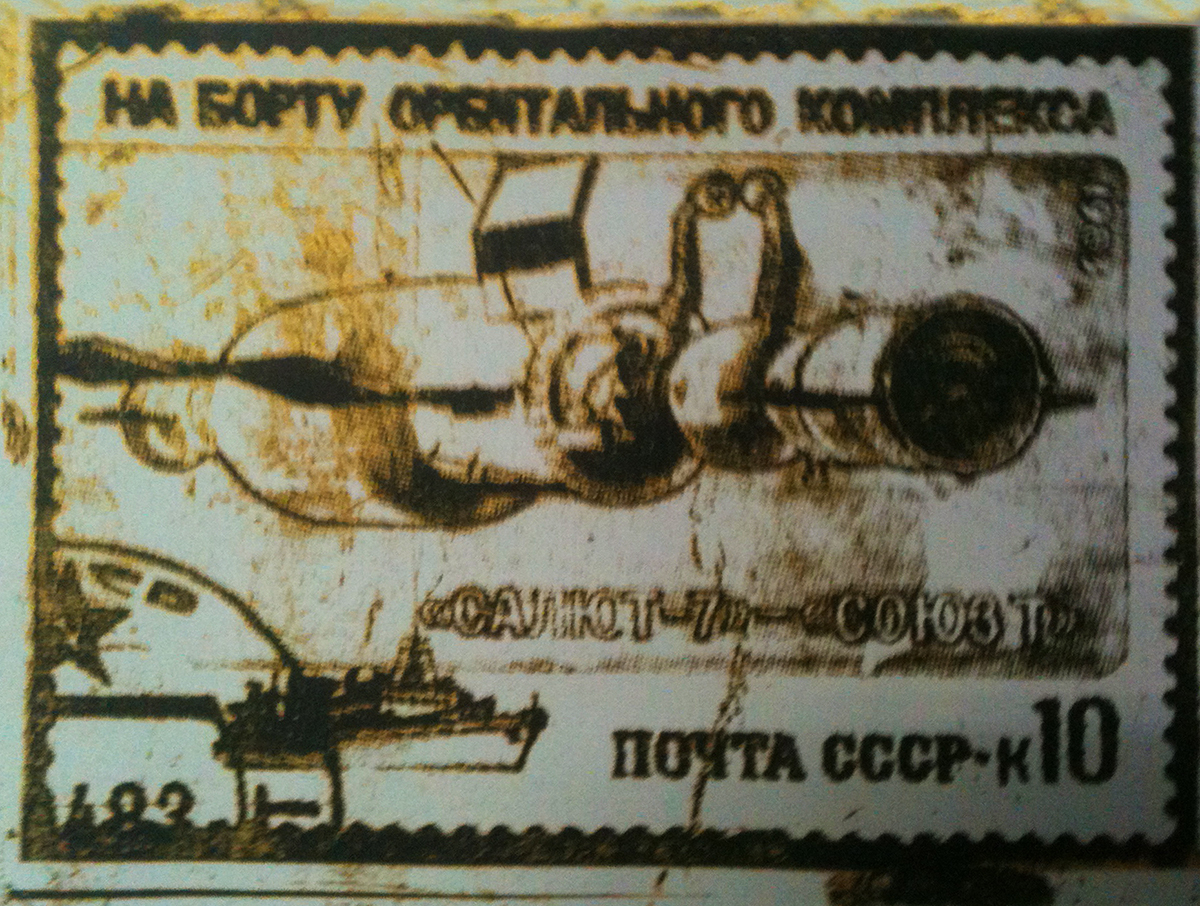 НА БОРТУ ОРБИТАЛЬНОГО КОМПЛЕКСА
«САЛЮТ-7»-«СОЮЗ Т»
ПОЧТА СССР·к10